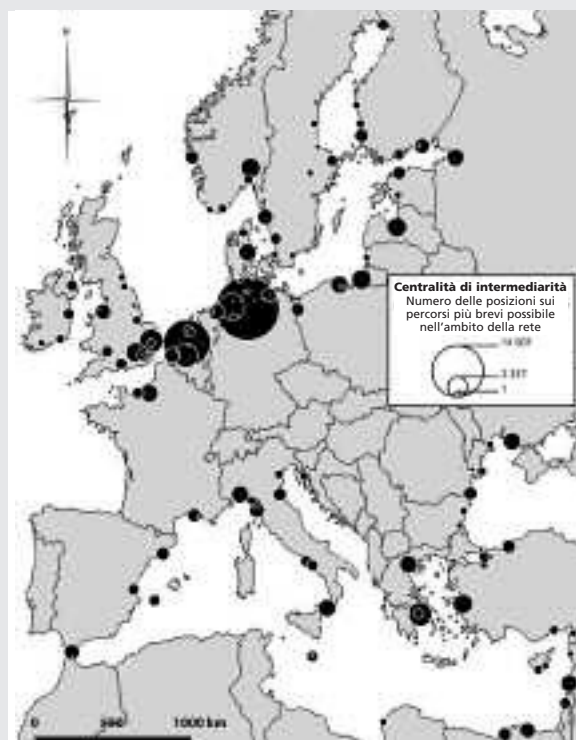 Centralità di intermediarità
Numero delle posizioni sui
percorsi più brevi possibile
nell'ambito della rete
1
0 500 1000 km